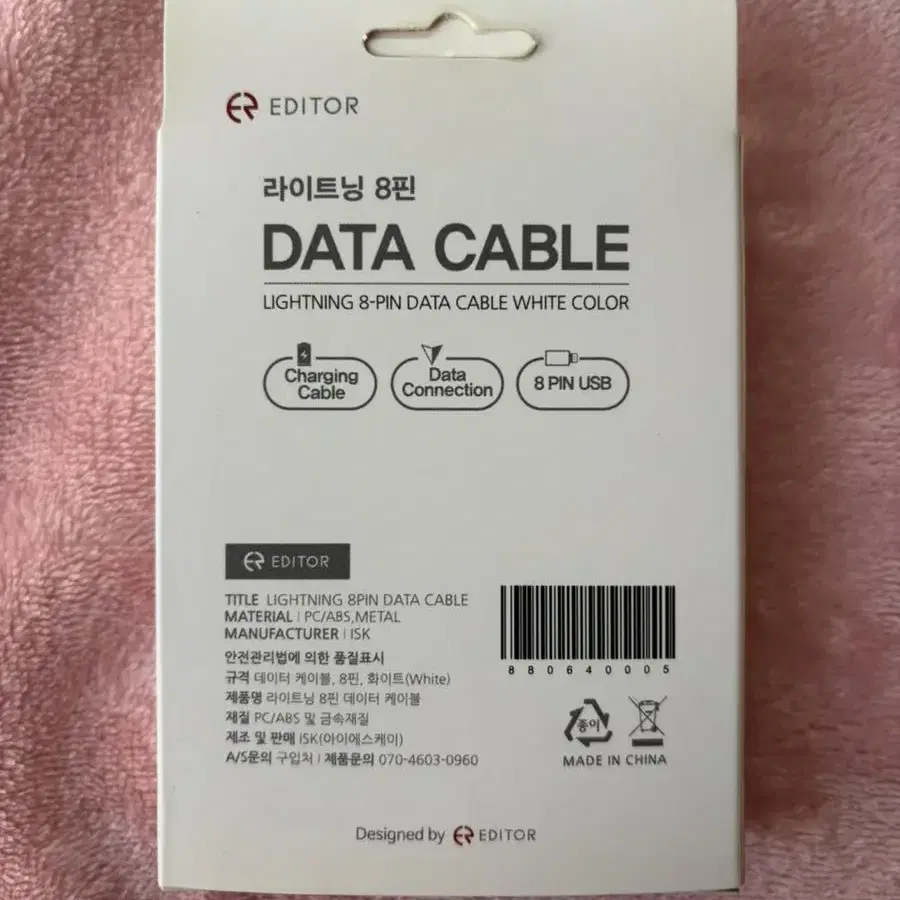 EDITOR
라이트닝 8핀
DATA CABLE
LIGHTNING 8-PIN DATA CABLE WHITE COLOR
Charging
Cable
Data
Connection
8 PIN USB
EDITOR
TITLE LIGHTNING 8PIN DATA CABLE
MATERIAL | PC/ABS,METAL
MANUFACTURER | ISK
안전관리법에 의한 품질표시
규격 데이터 케이블, 8핀, 화이트(White)
제품명 라이트닝 8핀 데이터 케이블
재질 PC/ABS 및 금속재질
제조 및 판매 iSK(아이에스케이)
A/S문의 구입처 | 제품문의 070-4603-0960
880640005
종이
MADE IN CHINA
Designed by EDITOR